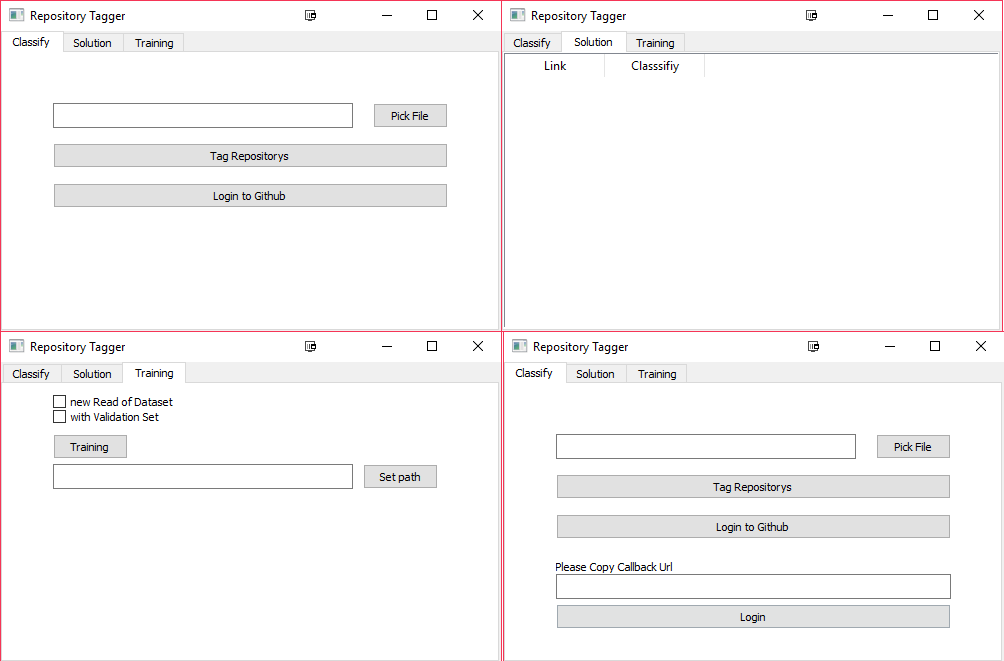 Repository Tagger
Classify Solution Training
Pick File
Tag Repositorys
Login to Github
Repository Tagger
Classify Solution Training
Link Classsifiy
Repository Tagger
Classify Solution Training
new Read of Dataset
with Validation Set
Training
Set path
Repository Tagger
Classify Solution Training
Pick File
Tag Repositorys
Login to Github
Please Copy Callback Url
Login